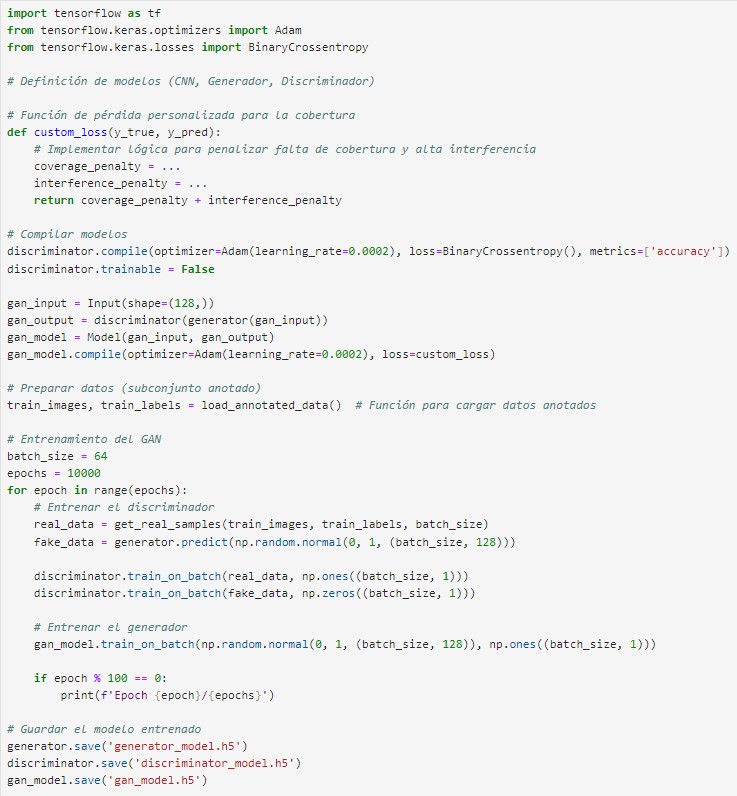 import tensorflow as tf
from tensorflow.keras.optimizers import Adam
from tensorflow.keras.losses import BinaryCrossentropy

# Definición de modelos (CNN, Generador, Discriminador)

# Función de pérdida personalizada para la cobertura
def custom_loss(y_true, y_pred):
    # Implementar lógica para penalizar falta de cobertura y alta interferencia
    coverage_penalty = ...
    interference_penalty = ...
    return coverage_penalty + interference_penalty

# Compilar modelos
discriminator.compile(optimizer=Adam(learning_rate=0.0002), loss=BinaryCrossentropy(), metrics=['accuracy'])
discriminator.trainable = False

gan_input = Input(shape=(128,))
gan_output = discriminator(generator(gan_input))
gan_model = Model(gan_input, gan_output)
gan_model.compile(optimizer=Adam(learning_rate=0.0002), loss=custom_loss)

# Preparar datos (subconjunto anotado)
train_images, train_labels = load_annotated_data()  # Función para cargar datos anotados

# Entrenamiento del GAN
batch_size = 64
epochs = 10000
for epoch in range(epochs):
    # Entrenar el discriminador
    real_data = get_real_samples(train_images, train_labels, batch_size)
    fake_data = generator.predict(np.random.normal(0, 1, (batch_size, 128)))

    discriminator.train_on_batch(real_data, np.ones((batch_size, 1)))
    discriminator.train_on_batch(fake_data, np.zeros((batch_size, 1)))

    # Entrenar el generador
    gan_model.train_on_batch(np.random.normal(0, 1, (batch_size, 128)), np.ones((batch_size, 1)))

    if epoch % 100 == 0:
        print(f'Epoch {epoch}/{epochs}')

# Guardar el modelo entrenado
generator.save('generator_model.h5')
discriminator.save('discriminator_model.h5')
gan_model.save('gan_model.h5')